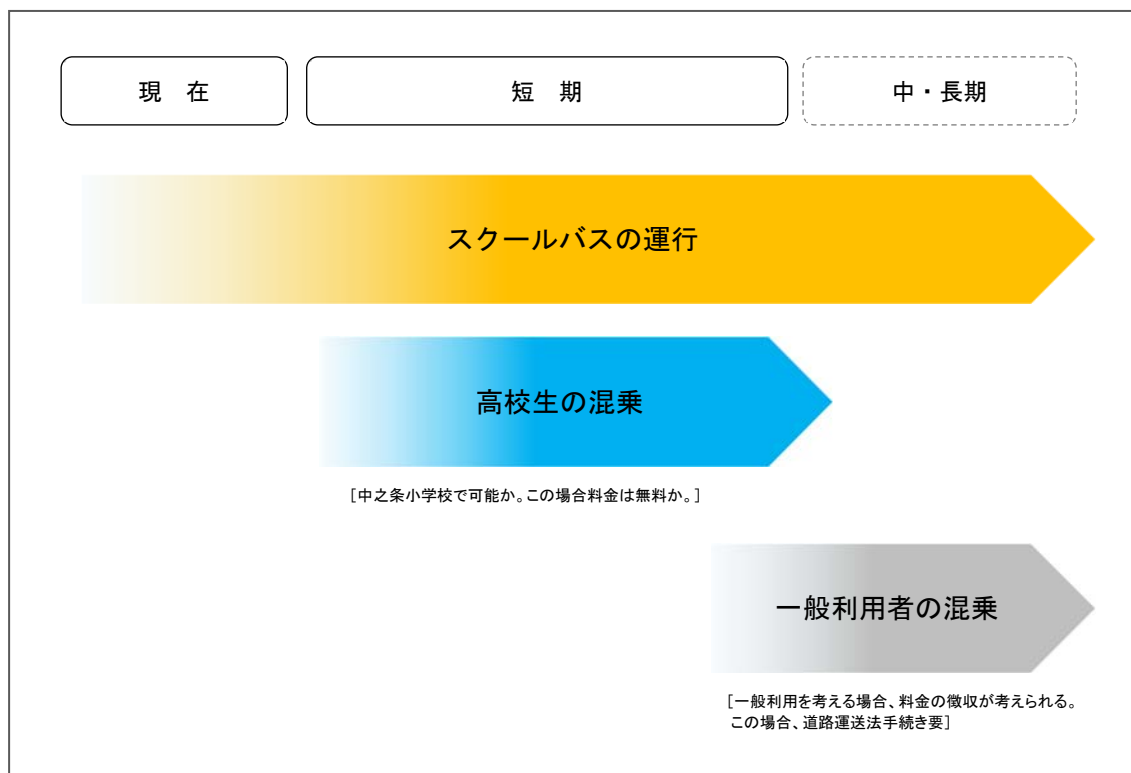 現　在
短　期
中・長期
スクールバスの運行
高校生の混乗
［中之条小学校で可能か。この場合料金は無料か。］
一般利用者の混乗
［一般利用を考える場合、料金の徴収が考えられる。
この場合、道路運送法手続き要］